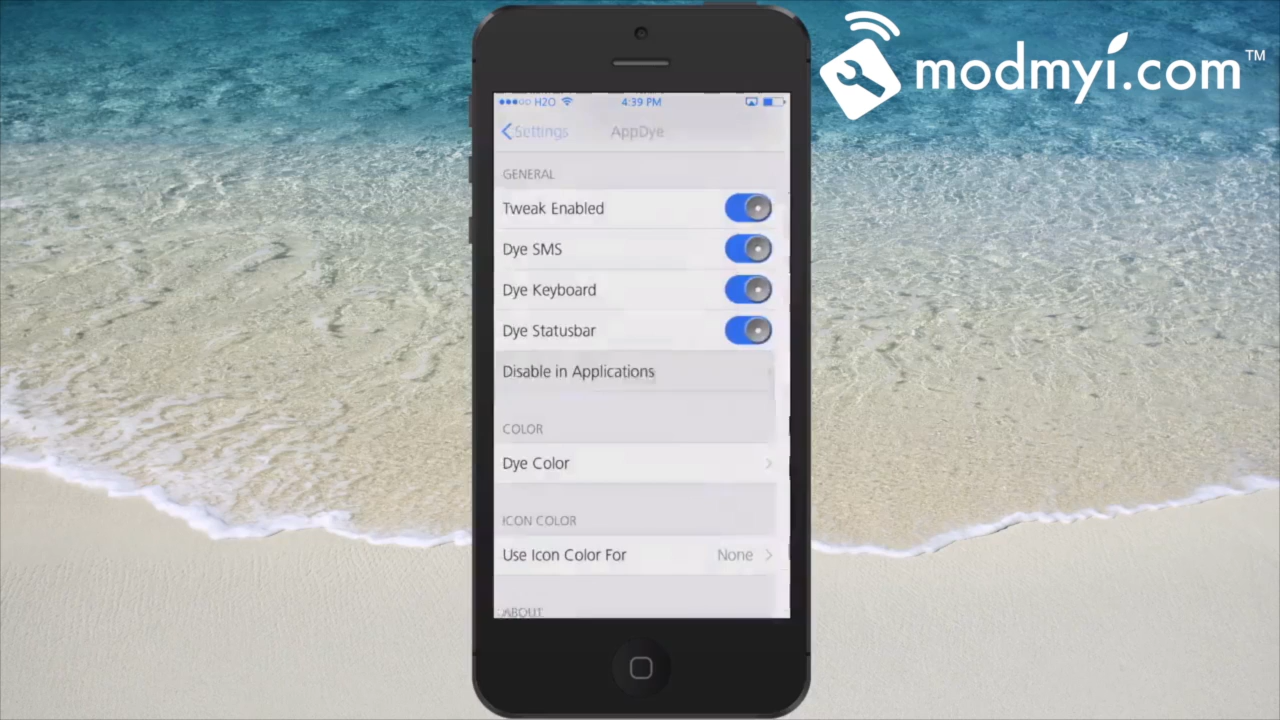 modmyi.com™
H2O 4:39 PM
Settings AppDye
GENERAL
Tweak Enabled
Dye SMS
Dye Keyboard
Dye Statusbar
Disable in Applications
COLOR
Dye Color
ICON COLOR
Use Icon Color For None
ABOUT